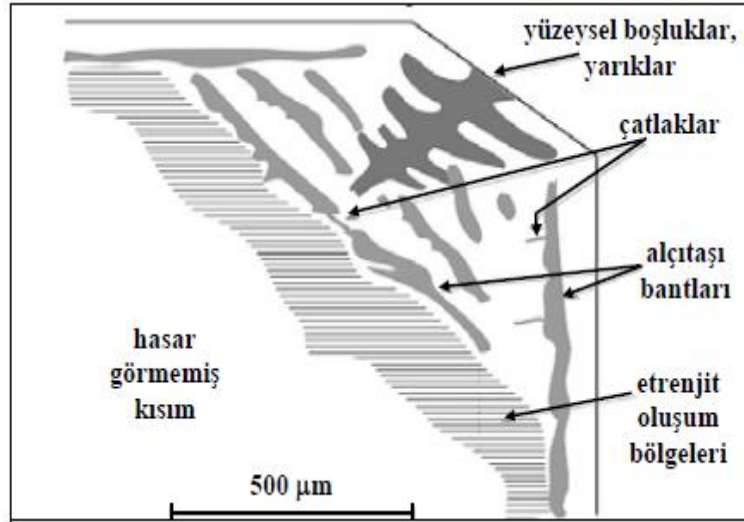 yüzeysel boşluklar,
yarıklar
çatlaklar
alçıtaşı
bantları
hasar
görmemiş
kısım
etrenjit
oluşum
bölgeleri
500 µm